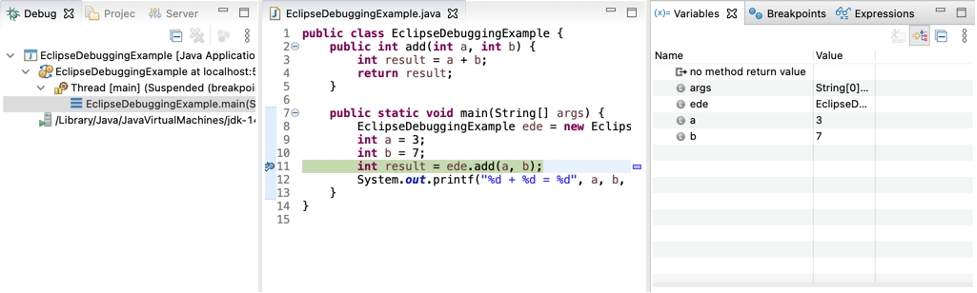 Debug Projec Server
EclipseDebuggingExample [Java Application
EclipseDebuggingExample at localhost:5
Thread [main] (Suspended (breakpoin
EclipseDebuggingExample.main(S
/Library/Java/JavaVirtualMachines/jdk-14
EclipseDebuggingExample.java
1 public class EclipseDebuggingExample {
2 public int add(int a, int b) {
3 int result = a + b;
4 return result;
5 }
6
7 public static void main(String[] args) {
8 EclipseDebuggingExample ede = new Eclips
9 int a = 3;
10 int b = 7;
11 int result = ede.add(a, b);
12 System.out.printf("%d + %d = %d", a, b,
13 }
14 }
15
(x)= Variables Breakpoints Expressions
Name Value
no method return value
args String[0]...
ede EclipseD...
a 3
b 7